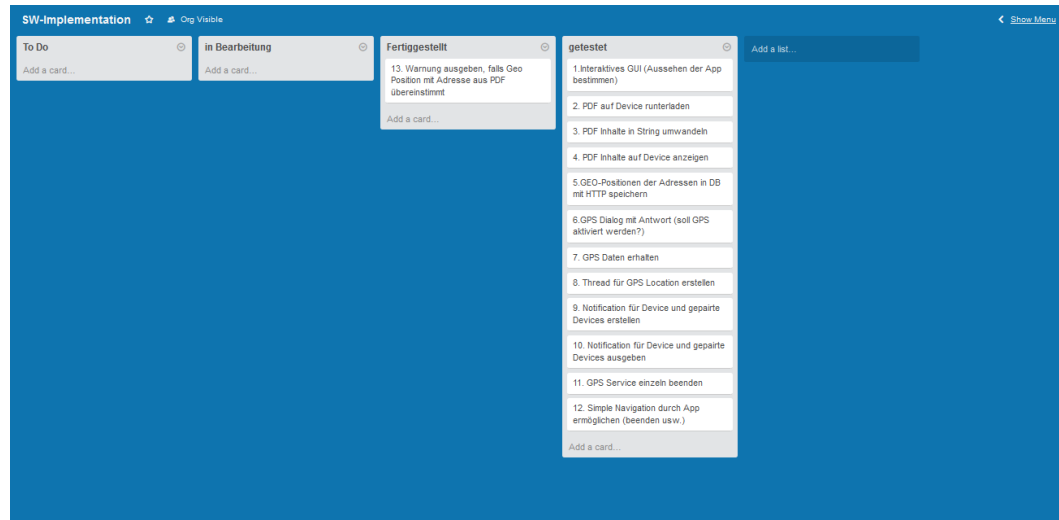 SW-Implementation Org Visible Show Menu
To Do
Add a card...
in Bearbeitung
Add a card...
Fertiggestellt
13. Warnung ausgeben, falls Geo
Position mit Adresse aus PDF
übereinstimmt
Add a card...
getestet
1.Interaktives GUI (Aussehen der App
bestimmen)
2. PDF auf Device runterladen
3. PDF Inhalte in String umwandeln
4. PDF Inhalte auf Device anzeigen
5.GEO-Positionen der Adressen in DB
mit HTTP speichern
6.GPS Dialog mit Antwort (soll GPS
aktiviert werden?)
7. GPS Daten erhalten
8. Thread für GPS Location erstellen
9. Notification für Device und gepairte
Devices erstellen
10. Notification für Device und gepairte
Devices ausgeben
11. GPS Service einzeln beenden
12. Simple Navigation durch App
ermöglichen (beenden usw.)
Add a card...
Add a list...